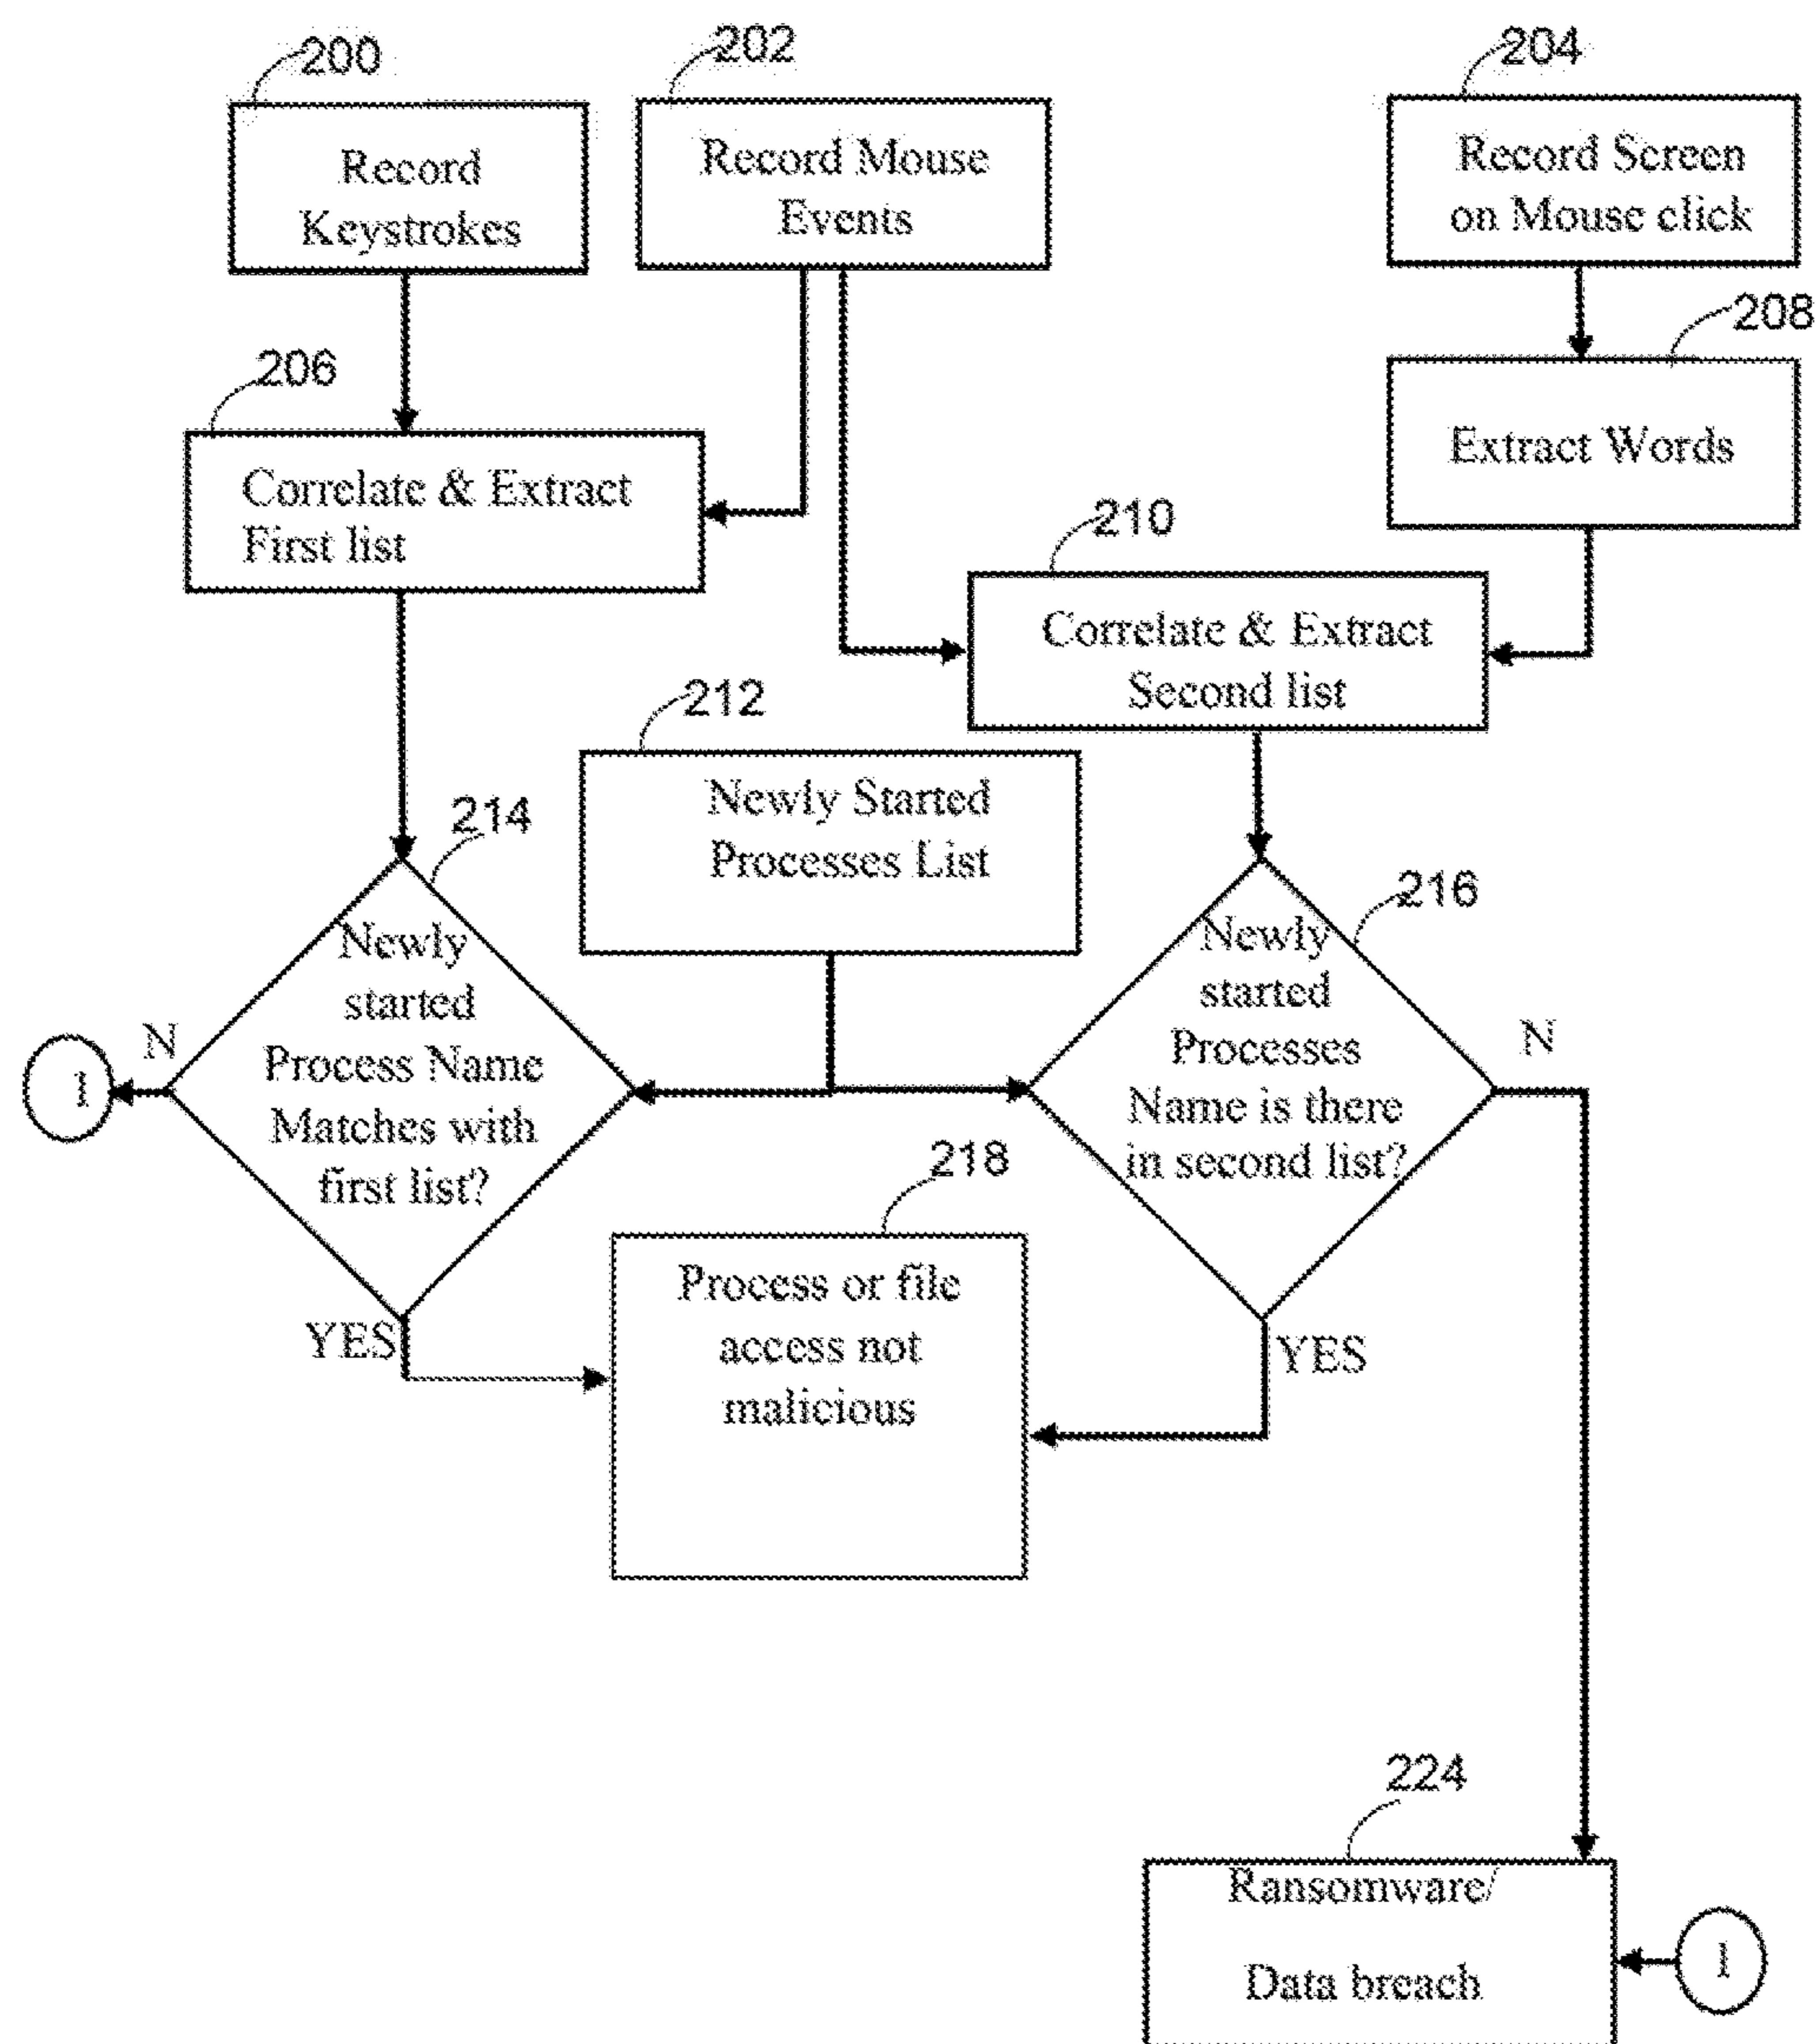 200
202
204
Record
Keystrokes
Record Mouse
Events
Record Screen
on Mouse click
206
208
Correlate & Extract
First list
Extract Words
210
Correlate & Extract
Second list
212
Newly Started
Processes List
214
216
Newly
started
Process Name
Matches with
first list?
N
1
YES
Newly
started
Processes
Name is there
in second list?
N
YES
218
Process or file
access not
malicious
224
Ransomware/
Data breach
1